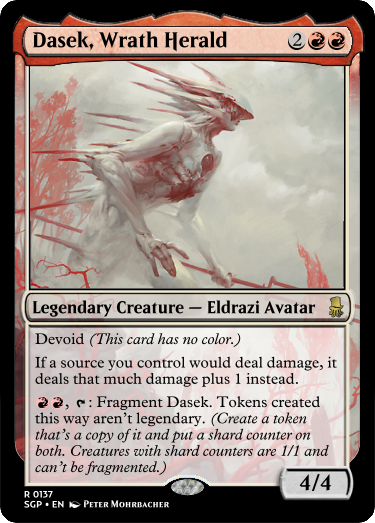 Dasek, Wrath Herald 2
Legendary Creature — Eldrazi Avatar
Devoid (This card has no color.)
If a source you control would deal damage, it
deals that much damage plus 1 instead.
, : Fragment Dasek. Tokens created
this way aren't legendary. (Create a token
that's a copy of it and put a shard counter on
both. Creatures with shard counters are 1/1 and
can't be fragmented.)
4/4
R 0137
SGP • EN Peter Mohrbacher